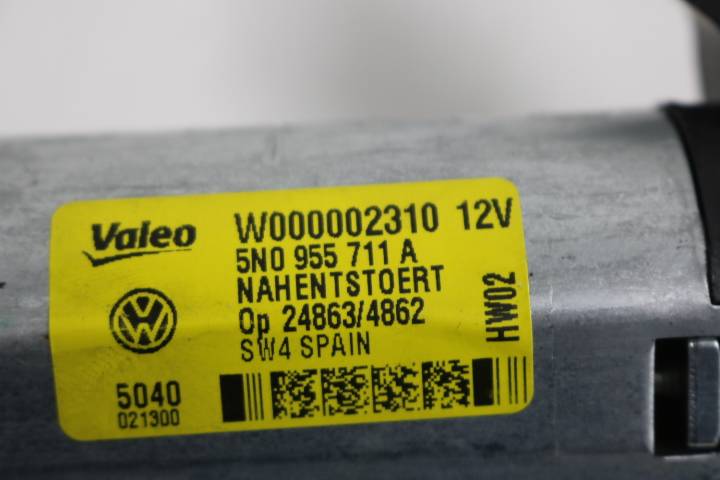 Valeo W000002310 12V
5N0 955 711 A
NAHENTSTOERT
Op 24863/4862
SW4 SPAIN
HW02
5040
021300